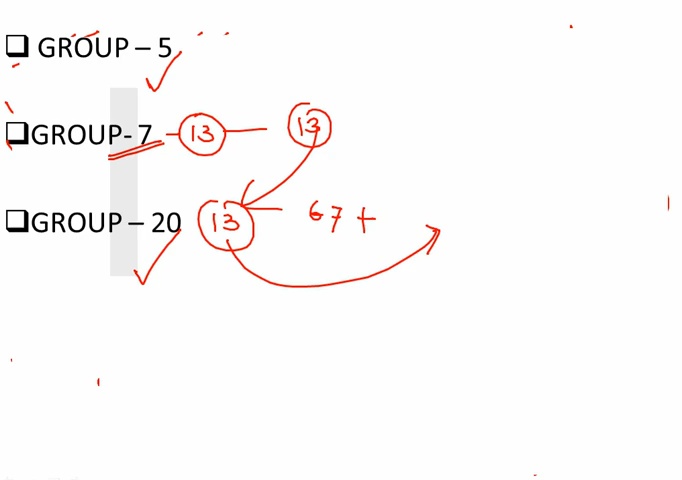 ❑ GROUP – 5
❑GROUP- 7 – 13 — 13
❑GROUP – 20 13 — 67+